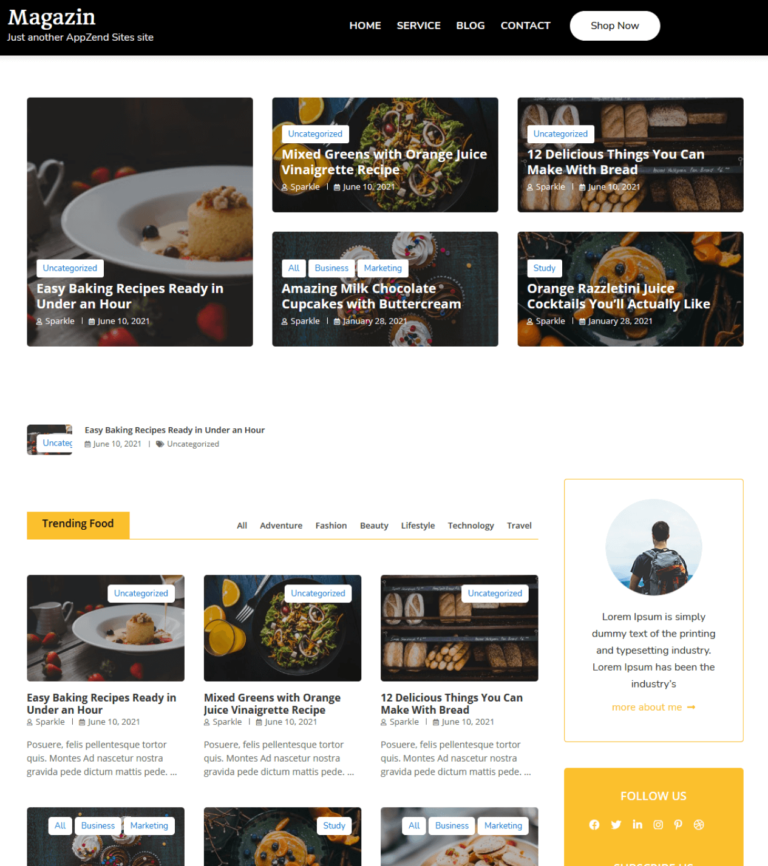 Magazin
Just another AppZend Sites site
HOME SERVICE BLOG CONTACT Shop Now
Uncategorized
Easy Baking Recipes Ready in
Under an Hour
Sparkle | June 10, 2021
Uncategorized
Mixed Greens with Orange Juice
Vinaigrette Recipe
Sparkle | June 10, 2021
Uncategorized
12 Delicious Things You Can
Make With Bread
Sparkle | June 10, 2021
All Business Marketing
Amazing Milk Chocolate
Cupcakes with Buttercream
Sparkle | January 28, 2021
Study
Orange Razzletini Juice
Cocktails You'll Actually Like
Sparkle | January 28, 2021
Uncateg
Easy Baking Recipes Ready in Under an Hour
June 10, 2021 | Uncategorized
Trending Food
All Adventure Fashion Beauty Lifestyle Technology Travel
Uncategorized
Easy Baking Recipes Ready in
Under an Hour
Sparkle | June 10, 2021
Posuere, felis pellentesque tortor
quis. Montes Ad nascetur nostra
gravida pede dictum mattis pede. ...
Uncategorized
Mixed Greens with Orange
Juice Vinaigrette Recipe
Sparkle | June 10, 2021
Posuere, felis pellentesque tortor
quis. Montes Ad nascetur nostra
gravida pede dictum mattis pede. ...
Uncategorized
12 Delicious Things You Can
Make With Bread
Sparkle | June 10, 2021
Posuere, felis pellentesque tortor
quis. Montes Ad nascetur nostra
gravida pede dictum mattis pede. ...
All Business Marketing
Study
All Business Marketing
Lorem Ipsum is simply
dummy text of the printing
and typesetting industry.
Lorem Ipsum has been the
industry's
more about me →
FOLLOW US
SUBSCRIBE US